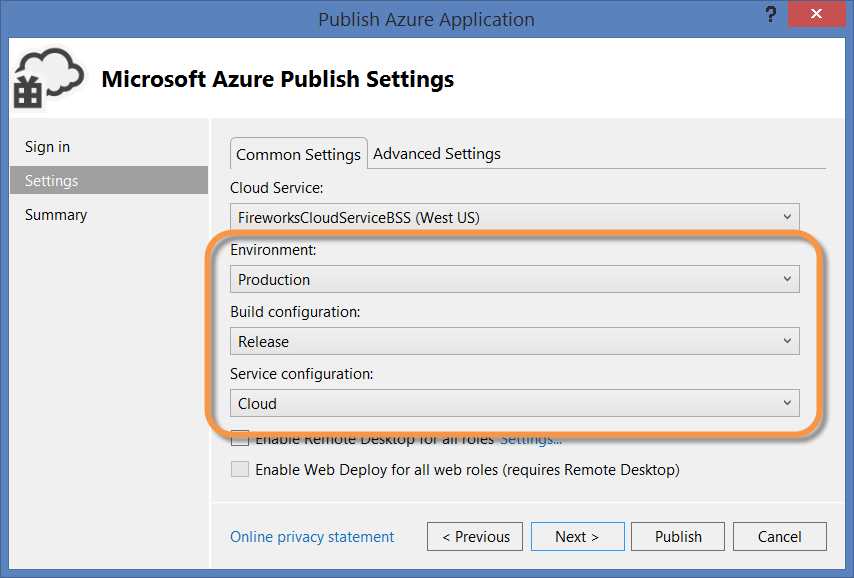 Publish Azure Application
?
Microsoft Azure Publish Settings
Sign in
Settings
Summary
Common Settings
Advanced Settings
Cloud Service:
FireworksCloudServiceBSS (West US)
Environment:
Production
Build configuration:
Release
Service configuration:
Cloud
Enable Remote Desktop for all roles Settings...
Enable Web Deploy for all web roles (requires Remote Desktop)
Online privacy statement
< Previous
Next >
Publish
Cancel